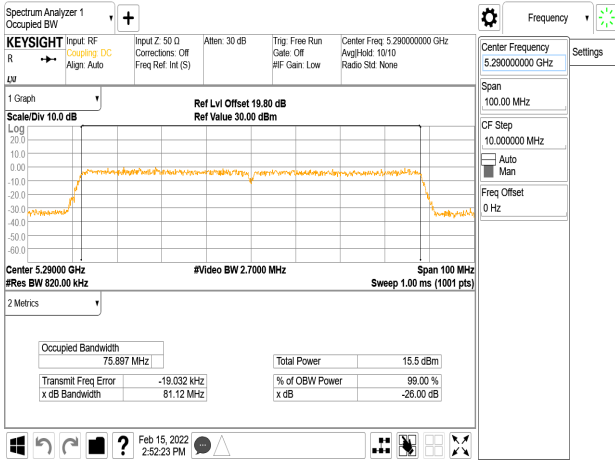 Spectrum Analyzer 1
Occupied BW
Frequency
KEYSIGHT
R
LXI
Input: RF
Coupling: DC
Align: Auto
Input Z: 50 Ω
Corrections: Off
Freq Ref: Int (S)
Atten: 30 dB
Trig: Free Run
Gate: Off
#IF Gain: Low
Center Freq: 5.290000000 GHz
Avg|Hold: 10/10
Radio Std: None
Center Frequency
5.290000000 GHz
Settings
Span
100.00 MHz
CF Step
10.000000 MHz
Auto
Man
Freq Offset
0 Hz
1 Graph
Scale/Div 10.0 dB
Ref Lvl Offset 19.80 dB
Ref Value 30.00 dBm
Log
20.0
10.0
0.00
-10.0
-20.0
-30.0
-40.0
-50.0
-60.0
Center 5.29000 GHz
#Video BW 2.7000 MHz
Span 100 MHz
#Res BW 820.00 kHz
Sweep 1.00 ms (1001 pts)
2 Metrics
Occupied Bandwidth
75.897 MHz
Total Power 15.5 dBm
Transmit Freq Error -19.032 kHz
% of OBW Power 99.00 %
x dB Bandwidth 81.12 MHz
x dB -26.00 dB
Feb 15, 2022
2:52:23 PM